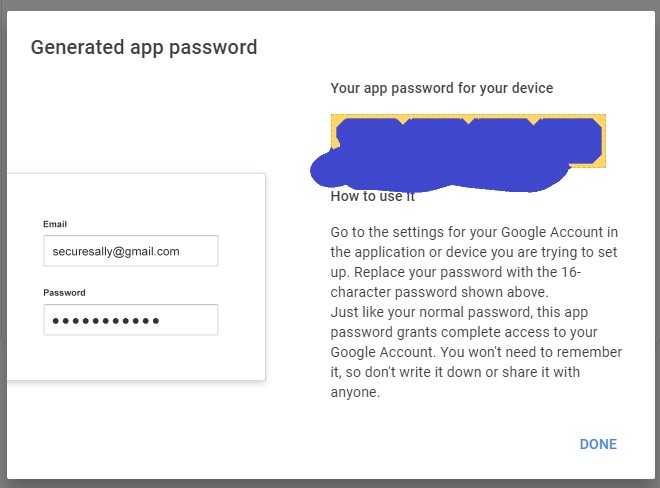 Generated app password
Your app password for your device
How to use it
Email
securesally@gmail.com
Password
Go to the settings for your Google Account in
the application or device you are trying to set
up. Replace your password with the 16-
character password shown above.
Just like your normal password, this app
password grants complete access to your
Google Account. You won't need to remember
it, so don't write it down or share it with
anyone.
DONE